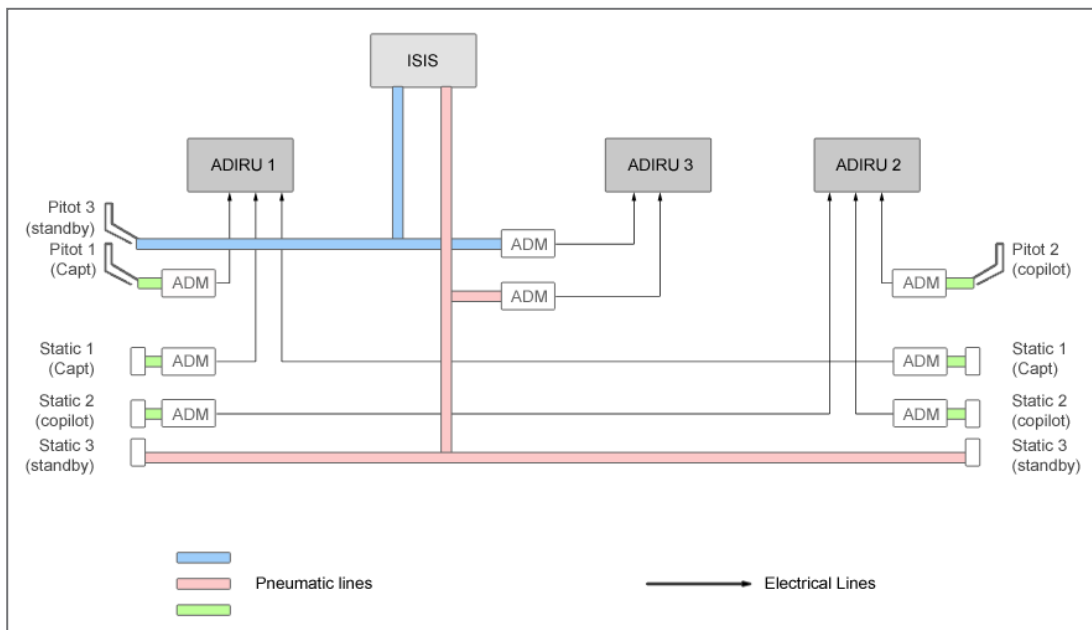 ISIS
ADIRU 1
ADIRU 3
ADIRU 2
Pitot 3
(standby)
Pitot 1
(Capt)
ADM
ADM
ADM
ADM
Pitot 2
(copilot)
Static 1
(Capt)
ADM
ADM
Static 1
(Capt)
Static 2
(copilot)
ADM
ADM
Static 2
(copilot)
Static 3
(standby)
Static 3
(standby)
Pneumatic lines
Electrical Lines